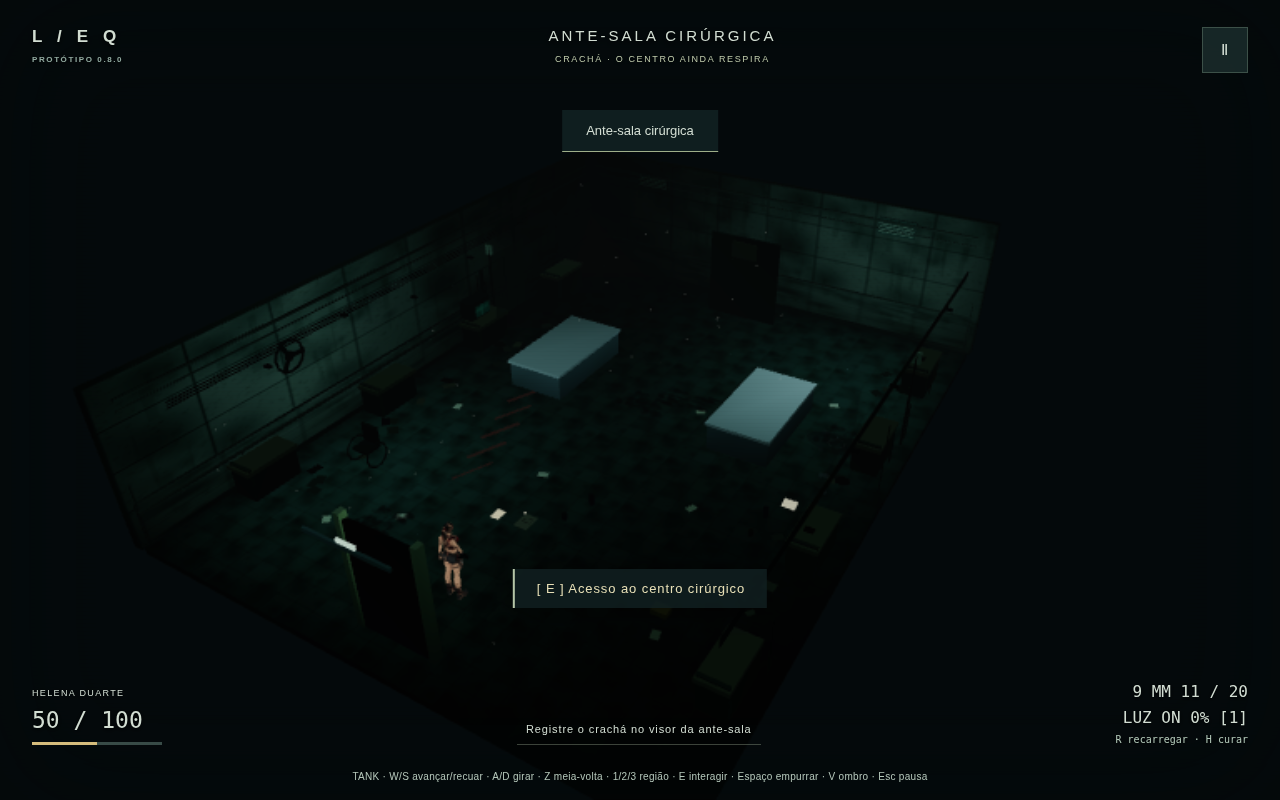 L / E Q
PROTÓTIPO 0.8.0
ANTE-SALA CIRÚRGICA
CRACHÁ · O CENTRO AINDA RESPIRA
II
Ante-sala cirúrgica
[ E ] Acesso ao centro cirúrgico
HELENA DUARTE
50 / 100
Registre o crachá no visor da ante-sala
9 MM 11 / 20
LUZ ON 0% [1]
R recarregar · H curar
TANK · W/S avançar/recuar · A/D girar · Z meia-volta · 1/2/3 região · E interagir · Espaço empurrar · V ombro · Esc pausa